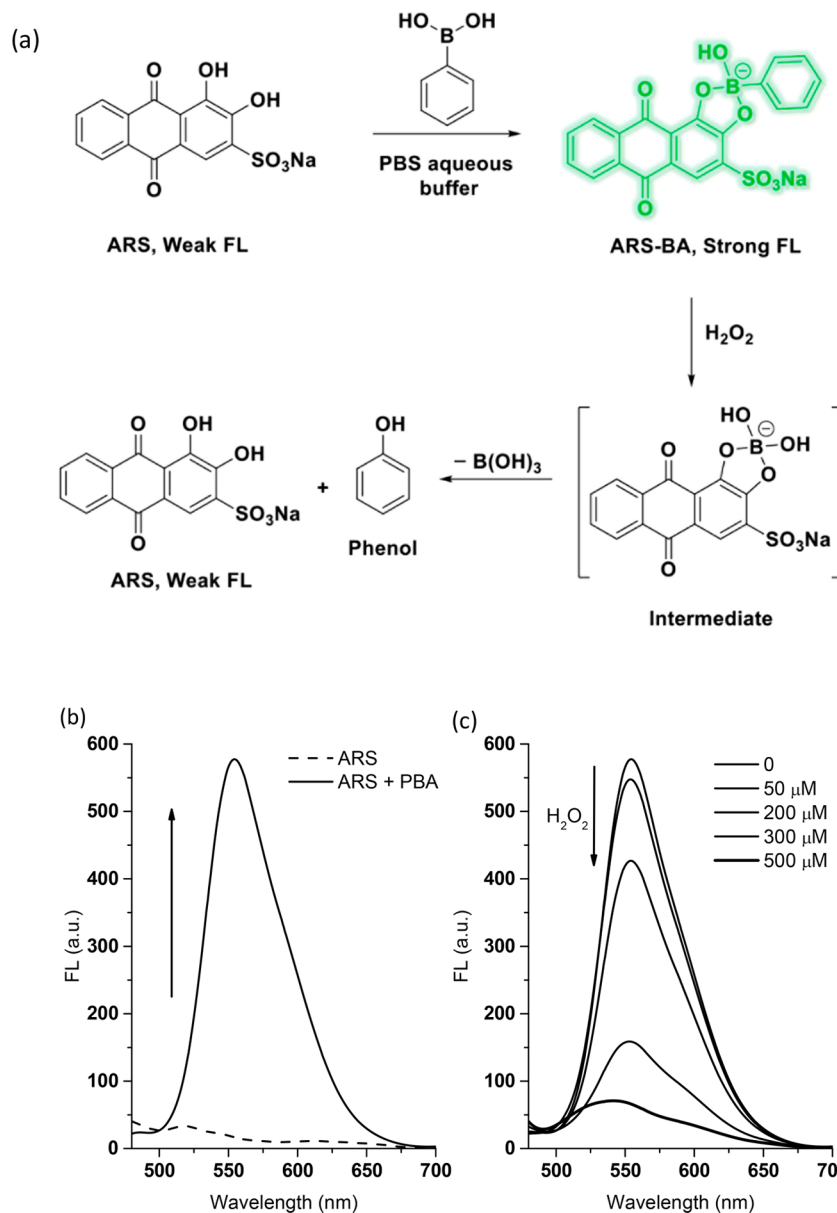 (a)
O OH
OH
SO₃Na
O
ARS, Weak FL
HO OH
B
PBS aqueous
buffer
HO
B ⊖
O
O
O
SO₃Na
O
ARS-BA, Strong FL
H₂O₂
O OH
OH
SO₃Na
O
ARS, Weak FL
+
OH
Phenol
– B(OH)₃
HO ⊖
B OH
O
O
O
SO₃Na
O
Intermediate
(b)
FL (a.u.)
600
500
400
300
200
100
0
ARS
ARS + PBA
500 550 600 650 700
Wavelength (nm)
(c)
FL (a.u.)
600
500
400
300
200
100
0
H₂O₂
0
50 μM
200 μM
300 μM
500 μM
500 550 600 650 70
Wavelength (nm)